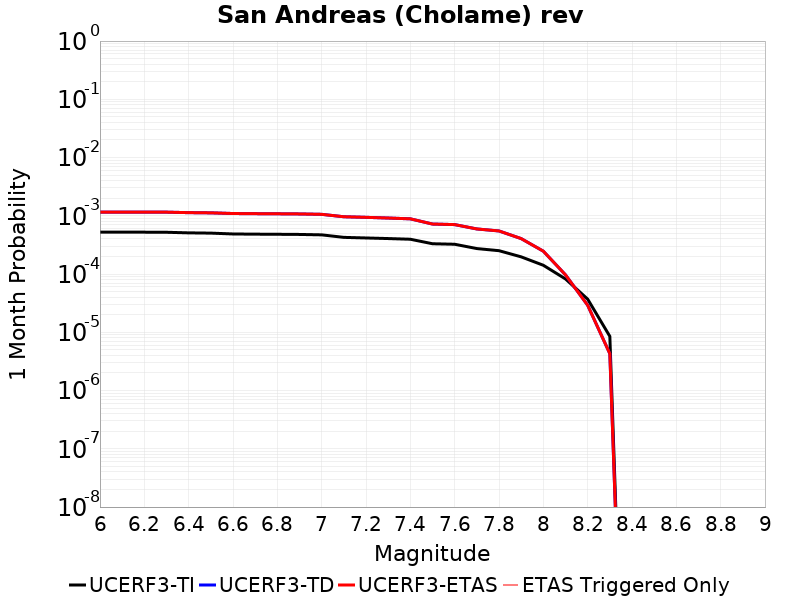 San Andreas (Cholame) rev
10^0
10^-1
10^-2
10^-3
10^-4
10^-5
10^-6
10^-7
10^-8
1 Month Probability
6 6.2 6.4 6.6 6.8 7 7.2 7.4 7.6 7.8 8 8.2 8.4 8.6 8.8 9
Magnitude
UCERF3-TI UCERF3-TD UCERF3-ETAS ETAS Triggered Only